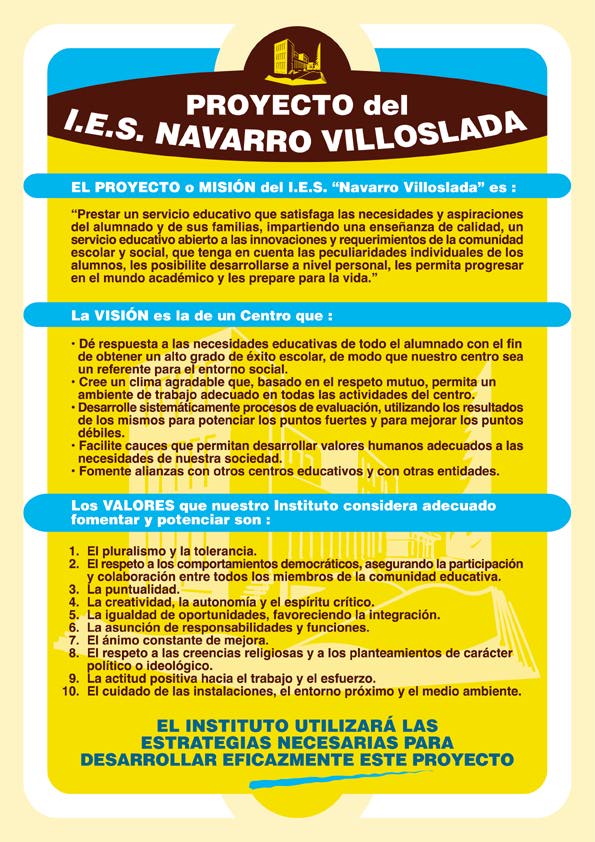 PROYECTO del
I.E.S. NAVARRO VILLOSLADA
EL PROYECTO o MISIÓN del I.E.S. “Navarro Villoslada” es :
“Prestar un servicio educativo que satisfaga las necesidades y aspiraciones
del alumnado y de sus familias, impartiendo una enseñanza de calidad, un
servicio educativo abierto a las innovaciones y requerimientos de la comunidad
escolar y social, que tenga en cuenta las peculiaridades individuales de los
alumnos, les posibilite desarrollarse a nivel personal, les permita progresar
en el mundo académico y les prepare para la vida.”
La VISIÓN es la de un Centro que :
· Dé respuesta a las necesidades educativas de todo el alumnado con el fin
de obtener un alto grado de éxito escolar, de modo que nuestro centro sea
un referente para el entorno social.
· Cree un clima agradable que, basado en el respeto mutuo, permita un
ambiente de trabajo adecuado en todas las actividades del centro.
· Desarrolle sistemáticamente procesos de evaluación, utilizando los resultados
de los mismos para potenciar los puntos fuertes y para mejorar los puntos
débiles.
· Facilite cauces que permitan desarrollar valores humanos adecuados a las
necesidades de nuestra sociedad.
· Fomente alianzas con otros centros educativos y con otras entidades.
Los VALORES que nuestro Instituto considera adecuado
fomentar y potenciar son :
1. El pluralismo y la tolerancia.
2. El respeto a los comportamientos democráticos, asegurando la participación
y colaboración entre todos los miembros de la comunidad educativa.
3. La puntualidad.
4. La creatividad, la autonomía y el espíritu crítico.
5. La igualdad de oportunidades, favoreciendo la integración.
6. La asunción de responsabilidades y funciones.
7. El ánimo constante de mejora.
8. El respeto a las creencias religiosas y a los planteamientos de carácter
político o ideológico.
9. La actitud positiva hacia el trabajo y el esfuerzo.
10. El cuidado de las instalaciones, el entorno próximo y el medio ambiente.
EL INSTITUTO UTILIZARÁ LAS
ESTRATEGIAS NECESARIAS PARA
DESARROLLAR EFICAZMENTE ESTE PROYECTO